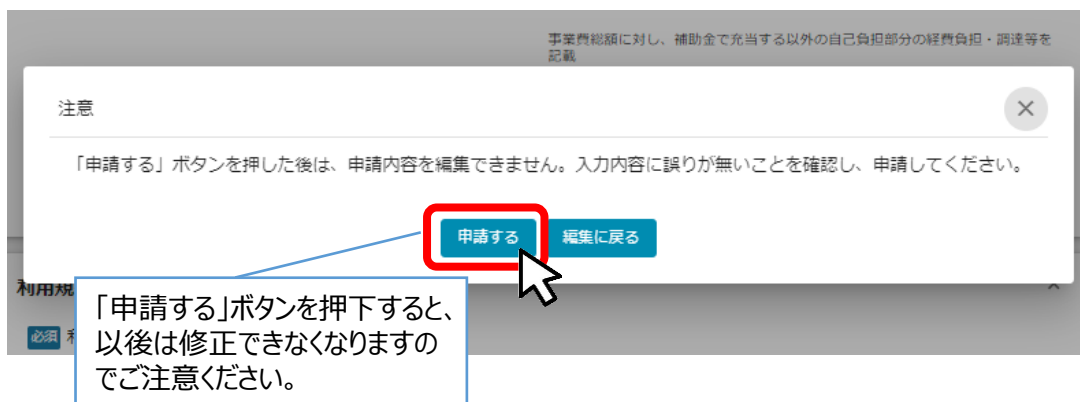 事業費総額に対し、補助金で充当する以外の自己負担部分の経費負担・調達等を
記載
注意
「申請する」ボタンを押した後は、申請内容を編集できません。入力内容に誤りが無いことを確認し、申請してください。
申請する
編集に戻る
利用規
必須
「申請する」ボタンを押下すると、
以後は修正できなくなりますの
でご注意ください。